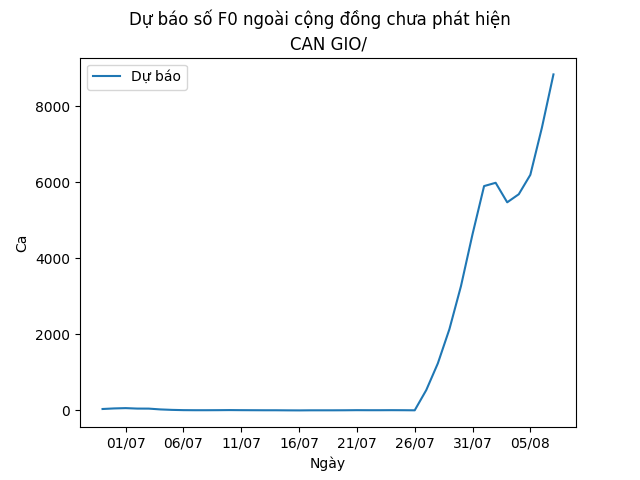 Dự báo số F0 ngoài cộng đồng chưa phát hiện
CAN GIO/
Dự báo
8000
6000
4000
2000
0
Ca
01/07 06/07 11/07 16/07 21/07 26/07 31/07 05/08
Ngày